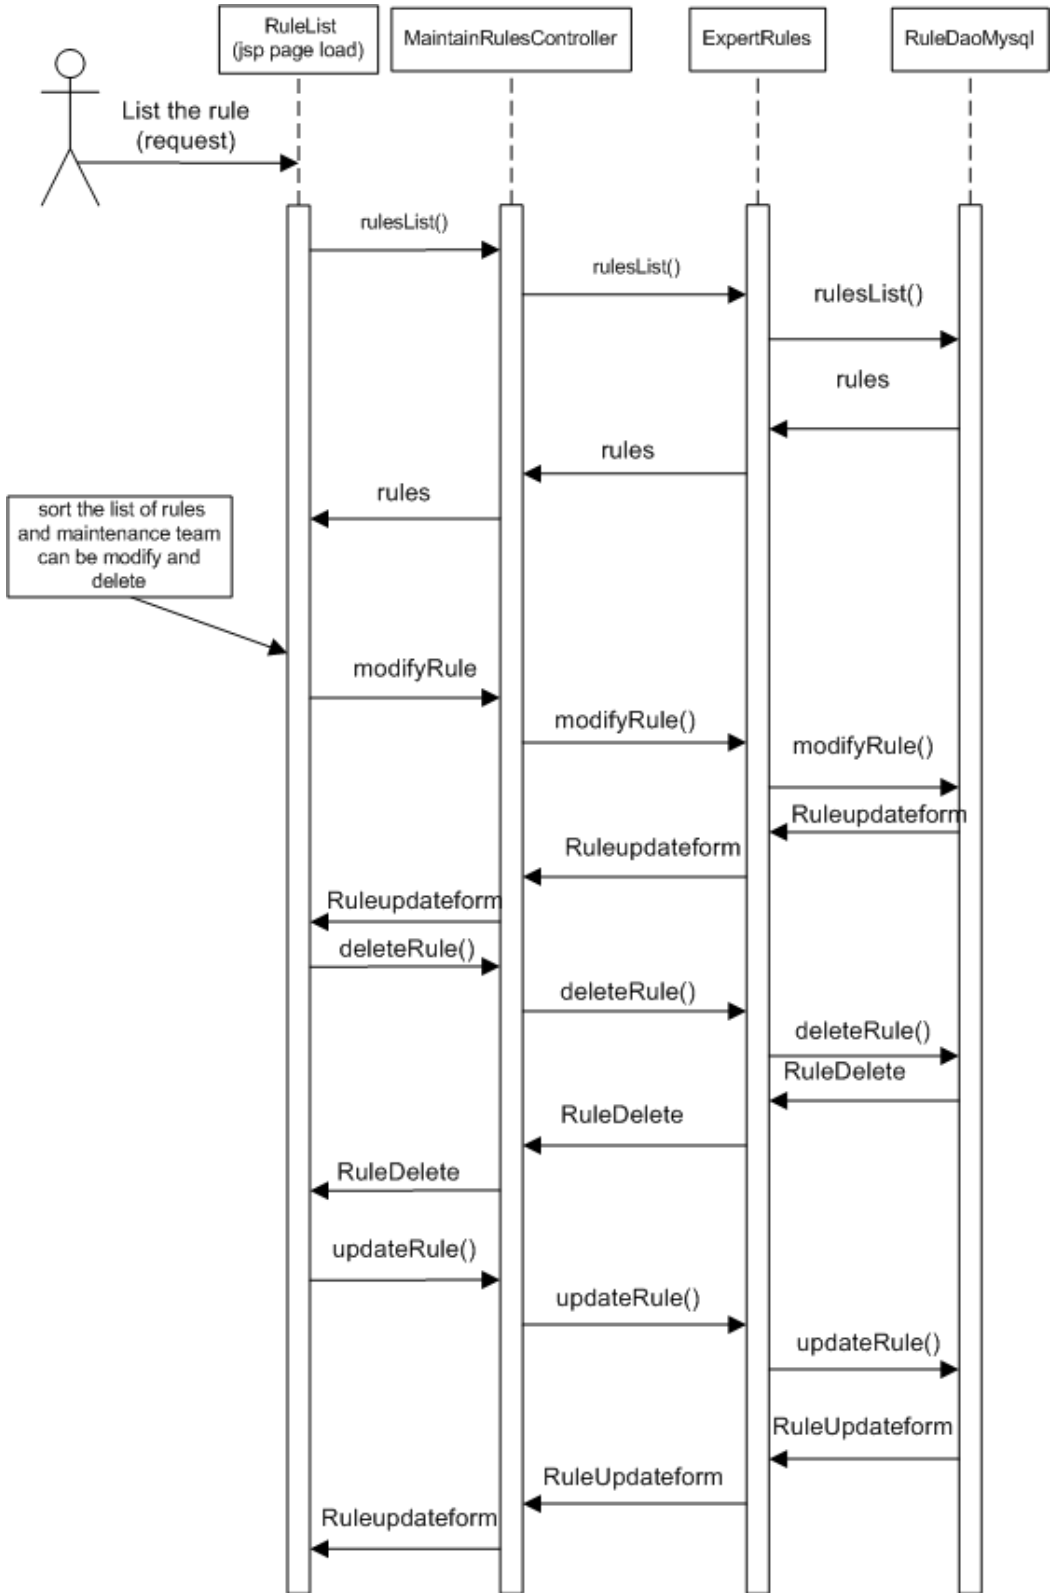 RuleList
(jsp page load)
MaintainRulesController
ExpertRules
RuleDaoMysql
List the rule
(request)
rulesList()
rulesList()
rulesList()
rules
rules
rules
sort the list of rules
and maintenance team
can be modify and
delete
modifyRule
modifyRule()
modifyRule()
Ruleupdateform
Ruleupdateform
Ruleupdateform
deleteRule()
deleteRule()
deleteRule()
RuleDelete
RuleDelete
RuleDelete
updateRule()
updateRule()
updateRule()
RuleUpdateform
RuleUpdateform
Ruleupdateform